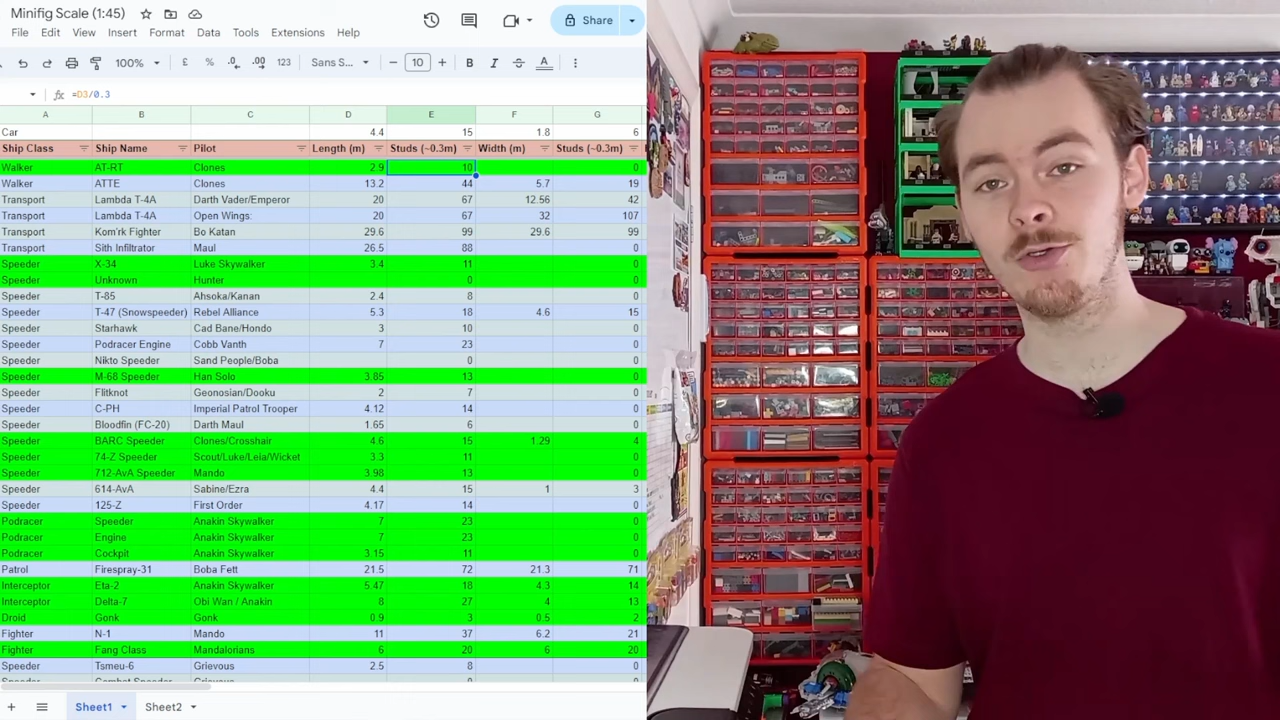 Minifig Scale (1:45)
Share
File Edit View Insert Format Data Tools Extensions Help
100% £ % .0 .00 123 Sans S... 10 B I S A
fx =D3/0.3
A B C D E F G
Car 4.4 15 1.8 6
Ship Class Ship Name Pilot Length (m) Studs (~0.3m) Width (m) Studs (~0.3m)
Walker AT-RT Clones 2.9 10 0
Walker ATTE Clones 13.2 44 5.7 19
Transport Lambda T-4A Darth Vader/Emperor 20 67 12.56 42
Transport Lambda T-4A Open Wings: 20 67 32 107
Transport Kom'rk Fighter Bo Katan 29.6 99 29.6 99
Transport Sith Infiltrator Maul 26.5 88 0
Speeder X-34 Luke Skywalker 3.4 11 0
Speeder Hunter 0 0
Speeder T-85 Ahsoka/Kanan 2.4 8 0
Speeder T-47 (Snowspeeder) Rebel Alliance 5.3 18 4.6 15
Speeder Starhawk Cad Bane/Hondo 3 10 0
Speeder Podracer Engine Cobb Vanth 7 23 0
Speeder Nikto Speeder Sand People/Boba 0 0
Speeder M-68 Speeder Han Solo 3.85 13 0
Speeder Flitknot Geonosian/Dooku 2 7 0
Speeder C-PH Imperial Patrol Trooper 4.12 14 0
Speeder Bloodfin (FC-20) Darth Maul 1.65 6 0
Speeder BARC Speeder Clones/Crosshair 4.6 15 1.29 4
Speeder 74-Z Speeder Scout/Luke/Leia/Wicket 3.3 11 0
Speeder 712-AvA Speeder Mando 3.98 13 0
Speeder 614-AvA Sabine/Ezra 4.4 15 1 3
Speeder 125-Z First Order 4.17 14 0
Podracer Speeder Anakin Skywalker 7 23 0
Podracer Engine Anakin Skywalker 7 23 0
Podracer Cockpit Anakin Skywalker 3.15 11 0
Patrol Firespray-31 Boba Fett 21.5 72 21.3 71
Interceptor Eta-2 Anakin Skywalker 5.47 18 4.3 14
Interceptor Delta-7 Obi Wan / Anakin 8 27 4 13
Droid Gonk Gonk 0.9 3 0.5 2
Fighter N-1 Mando 11 37 6.2 21
Fighter Fang Class Mandalorians 6 20 6 20
Speeder Tsmeu-6 Grievous 2.5 8 0
Sheet1 Sheet2